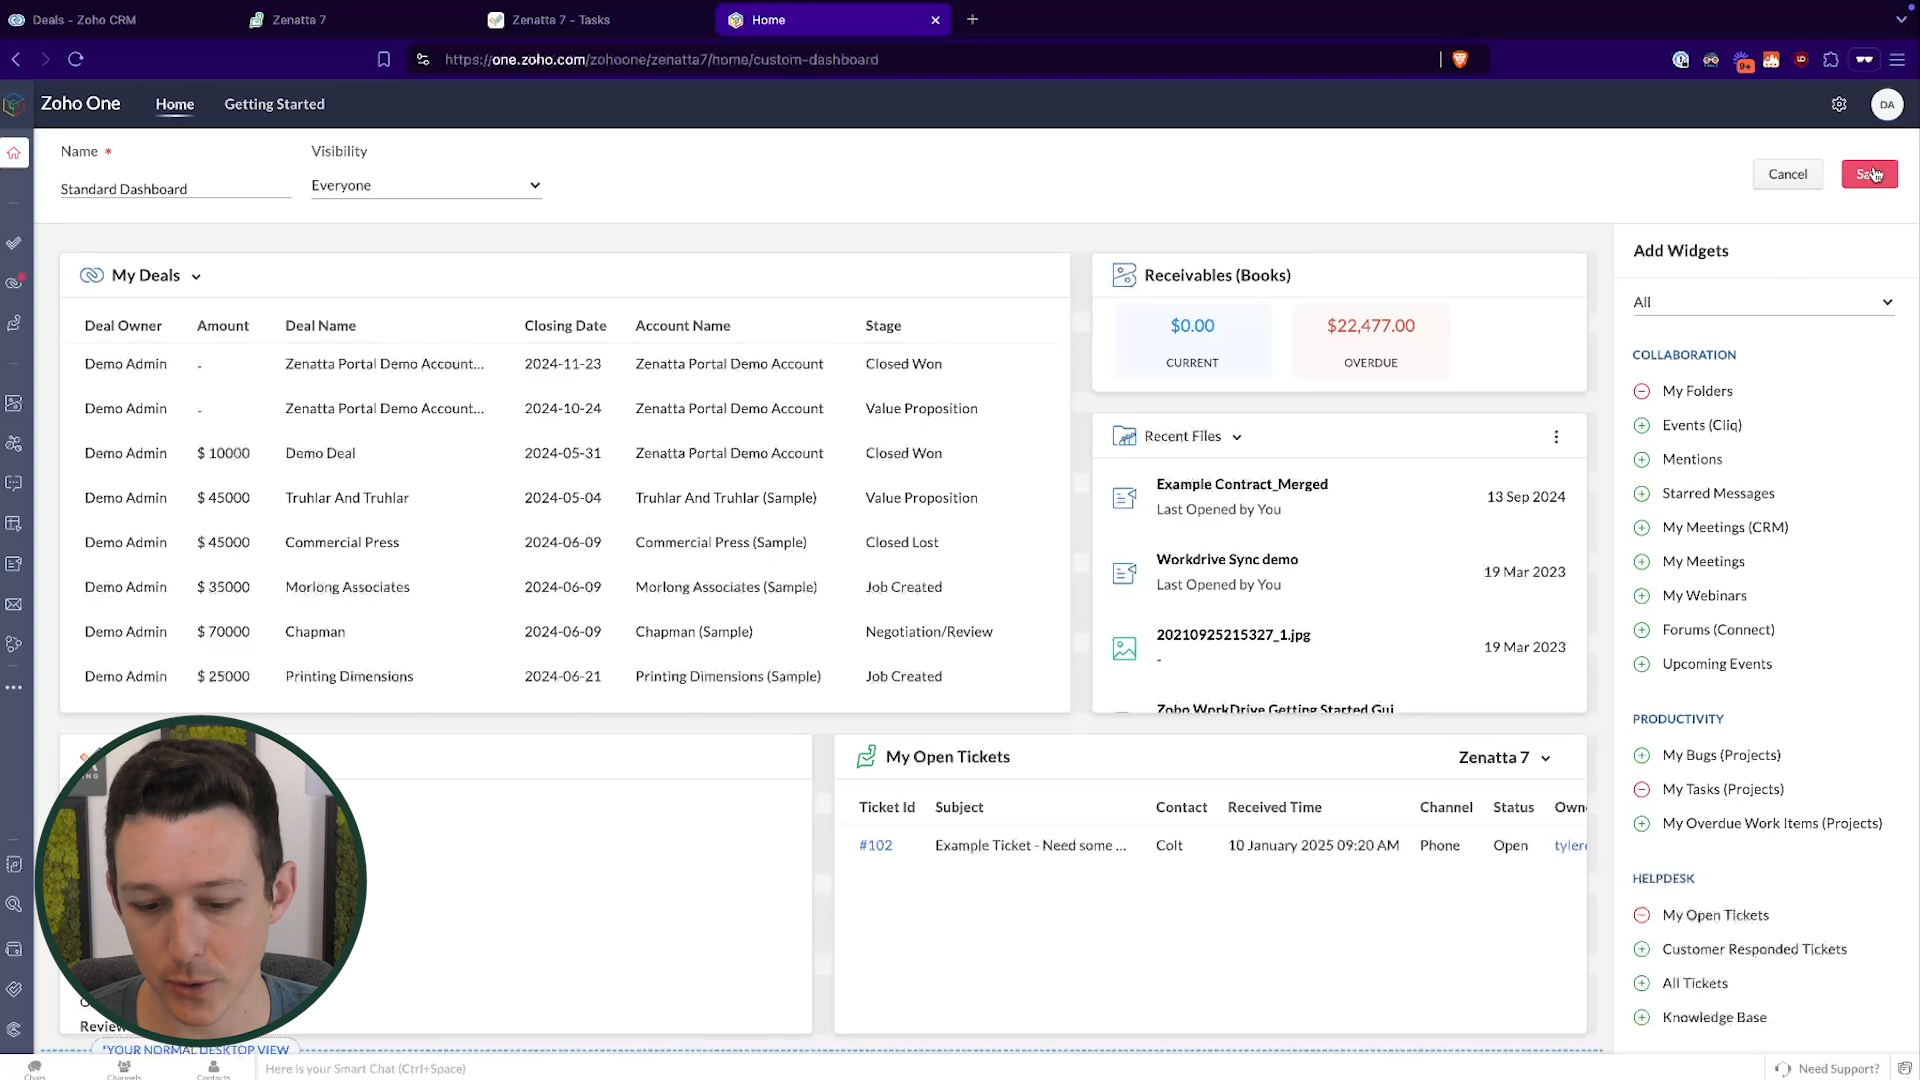 Deals - Zoho CRM
Zenatta 7
Zenatta 7 - Tasks
Home
https://one.zoho.com/zohoone/zenatta7/home/custom-dashboard
9+
Zoho One
Home
Getting Started
DA
Name *
Visibility
Standard Dashboard
Everyone
Cancel
My Deals
Deal Owner Amount Deal Name Closing Date Account Name Stage
Demo Admin - Zenatta Portal Demo Account... 2024-11-23 Zenatta Portal Demo Account Closed Won
Demo Admin - Zenatta Portal Demo Account... 2024-10-24 Zenatta Portal Demo Account Value Proposition
Demo Admin $ 10000 Demo Deal 2024-05-31 Zenatta Portal Demo Account Closed Won
Demo Admin $ 45000 Truhlar And Truhlar 2024-05-04 Truhlar And Truhlar (Sample) Value Proposition
Demo Admin $ 45000 Commercial Press 2024-06-09 Commercial Press (Sample) Closed Lost
Demo Admin $ 35000 Morlong Associates 2024-06-09 Morlong Associates (Sample) Job Created
Demo Admin $ 70000 Chapman 2024-06-09 Chapman (Sample) Negotiation/Review
Demo Admin $ 25000 Printing Dimensions 2024-06-21 Printing Dimensions (Sample) Job Created
Receivables (Books)
$0.00
CURRENT
$22,477.00
OVERDUE
Recent Files
Example Contract_Merged
Last Opened by You
13 Sep 2024
Workdrive Sync demo
Last Opened by You
19 Mar 2023
20210925215327_1.jpg
-
19 Mar 2023
Zoho WorkDrive Getting Started Gui
Review
*YOUR NORMAL DESKTOP VIEW
My Open Tickets
Zenatta 7
Ticket Id Subject Contact Received Time Channel Status Own
#102 Example Ticket - Need some ... Colt 10 January 2025 09:20 AM Phone Open tyler
Add Widgets
All
COLLABORATION
My Folders
Events (Cliq)
Mentions
Starred Messages
My Meetings (CRM)
My Meetings
My Webinars
Forums (Connect)
Upcoming Events
PRODUCTIVITY
My Bugs (Projects)
My Tasks (Projects)
My Overdue Work Items (Projects)
HELPDESK
My Open Tickets
Customer Responded Tickets
All Tickets
Knowledge Base
Chats
Channels
Contacts
Here is your Smart Chat (Ctrl+Space)
Need Support?